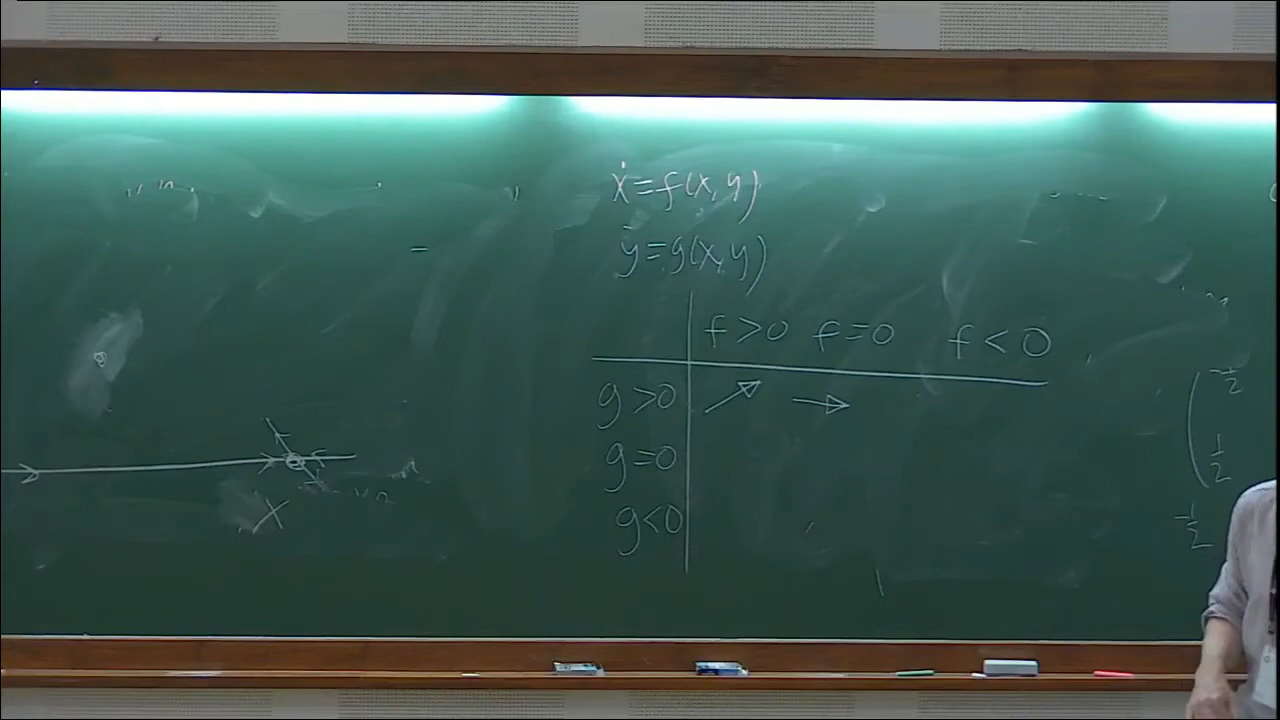 ẋ=f(x,y)
ẏ=g(x,y)
f>0 f=0 f<0
g>0 ↗ →
g=0
g<0
X
-1/2
1/2
-1/2